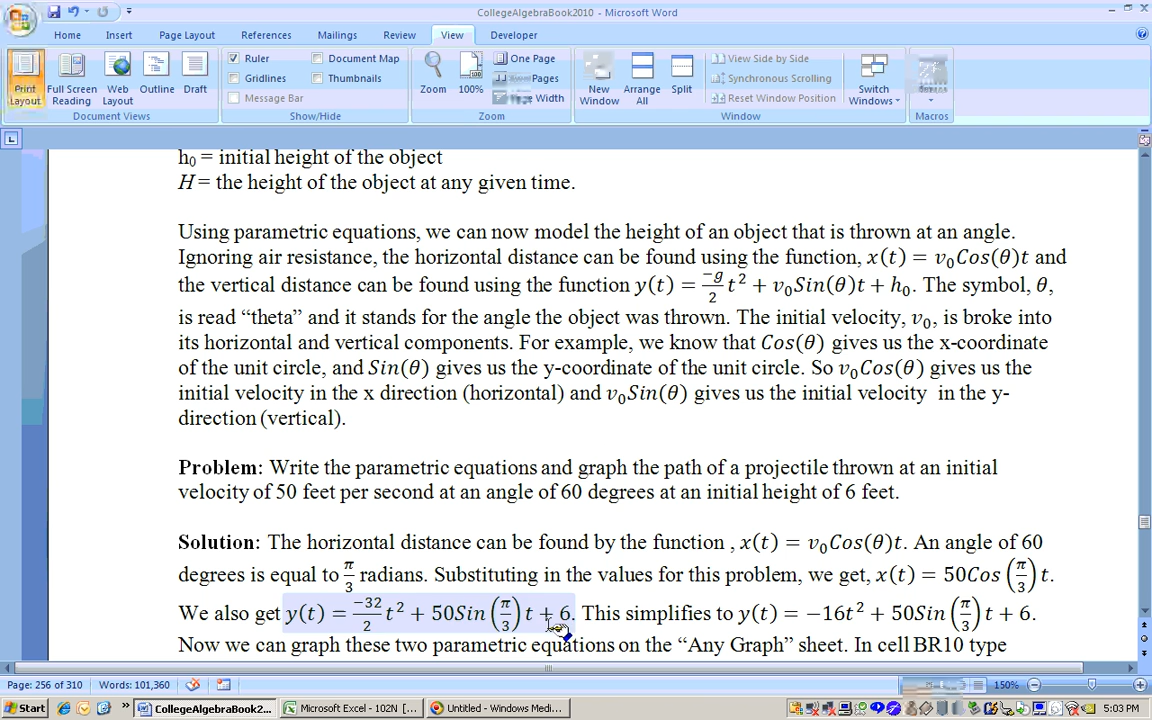 CollegeAlgebraBook2010 - Microsoft Word
Home Insert Page Layout References Mailings Review View Developer
Print Layout Full Screen Reading Web Layout Outline Draft
Document Views
Ruler Document Map
Gridlines Thumbnails
Message Bar
Show/Hide
Zoom 100% One Page
Pages
Width
Zoom
New Window Arrange All Split
View Side by Side
Synchronous Scrolling
Reset Window Position
Switch Windows
Window
Macros
Macros
L
h₀ = initial height of the object
H = the height of the object at any given time.
Using parametric equations, we can now model the height of an object that is thrown at an angle.
Ignoring air resistance, the horizontal distance can be found using the function, x(t) = v₀Cos(θ)t and
the vertical distance can be found using the function y(t) = −g/2 t² + v₀Sin(θ)t + h₀. The symbol, θ,
is read “theta” and it stands for the angle the object was thrown. The initial velocity, v₀, is broke into
its horizontal and vertical components. For example, we know that Cos(θ) gives us the x-coordinate
of the unit circle, and Sin(θ) gives us the y-coordinate of the unit circle. So v₀Cos(θ) gives us the
initial velocity in the x direction (horizontal) and v₀Sin(θ) gives us the initial velocity in the y-
direction (vertical).
Problem: Write the parametric equations and graph the path of a projectile thrown at an initial
velocity of 50 feet per second at an angle of 60 degrees at an initial height of 6 feet.
Solution: The horizontal distance can be found by the function , x(t) = v₀Cos(θ)t. An angle of 60
degrees is equal to π/3 radians. Substituting in the values for this problem, we get, x(t) = 50Cos(π/3)t.
We also get y(t) = −32/2 t² + 50Sin(π/3)t + 6. This simplifies to y(t) = −16t² + 50Sin(π/3)t + 6.
Now we can graph these two parametric equations on the “Any Graph” sheet. In cell BR10 type
Page: 256 of 310 Words: 101,360 150%
Start CollegeAlgebraBook2... Microsoft Excel - 102N [... Untitled - Windows Medi... 5:03 PM